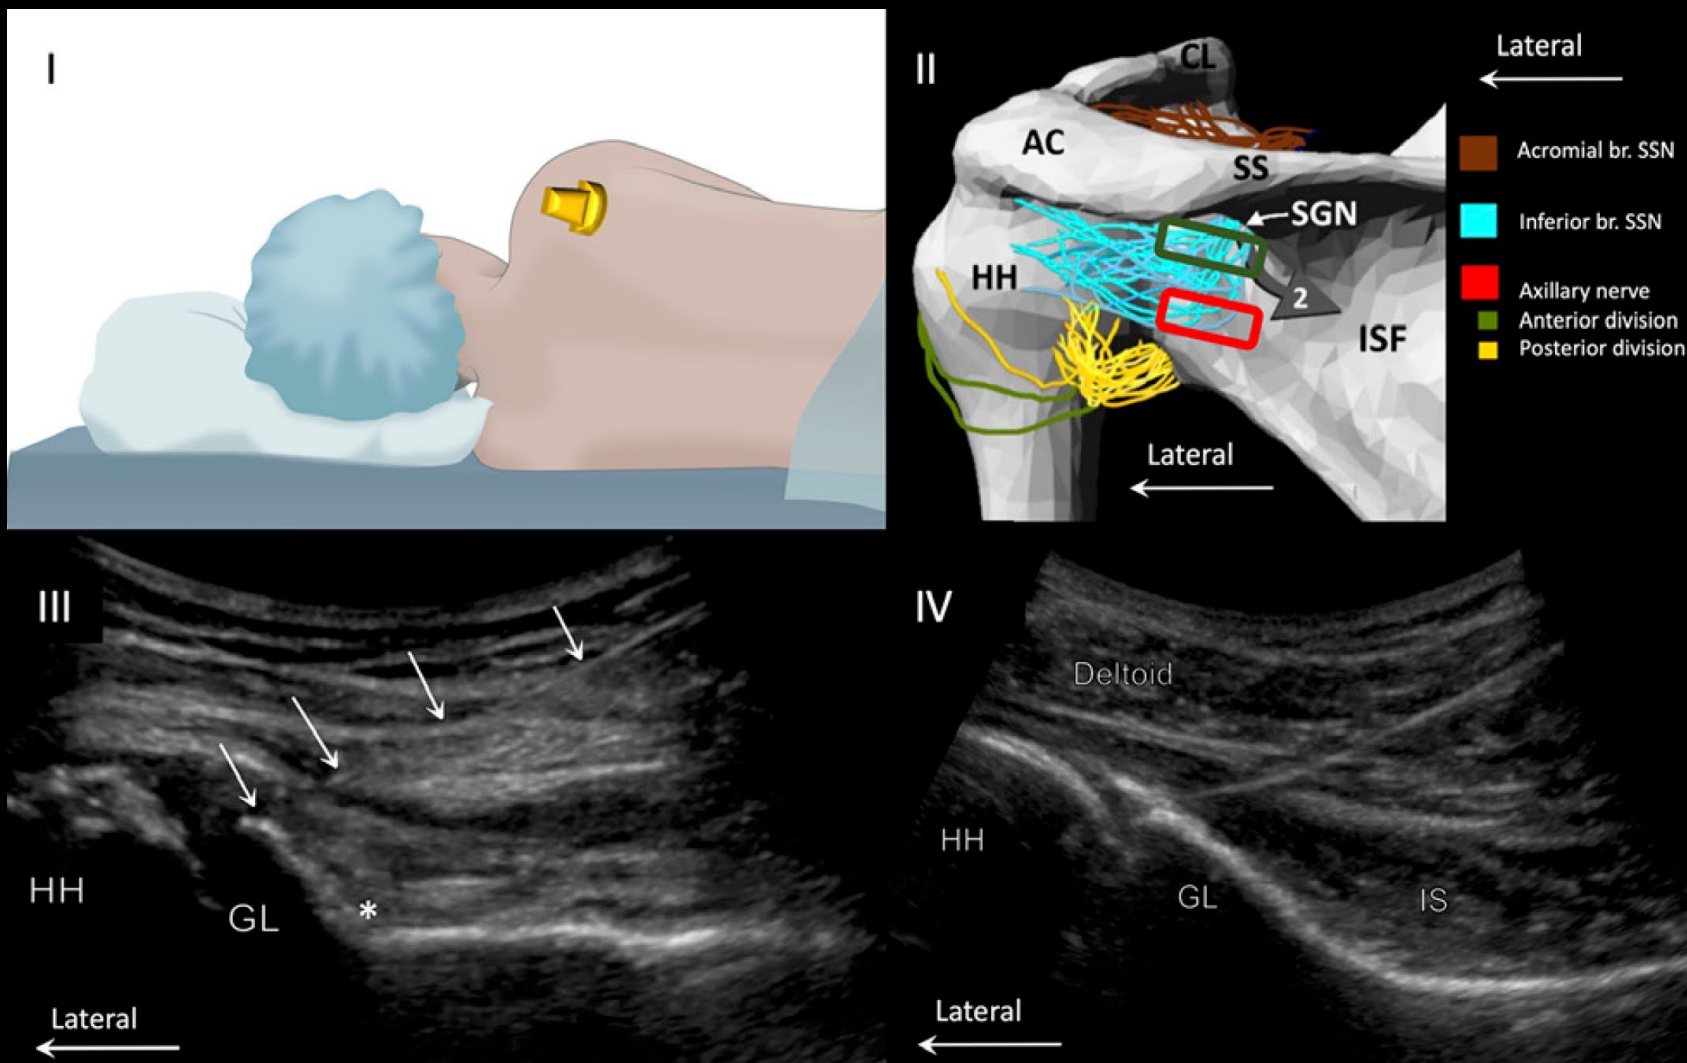 I
II
CL
Lateral
AC
SS
SGN
HH
2
ISF
Lateral
Acromial br. SSN
Inferior br. SSN
Axillary nerve
Anterior division
Posterior division
III
HH
GL
*
Lateral
IV
Deltoid
HH
GL
IS
Lateral